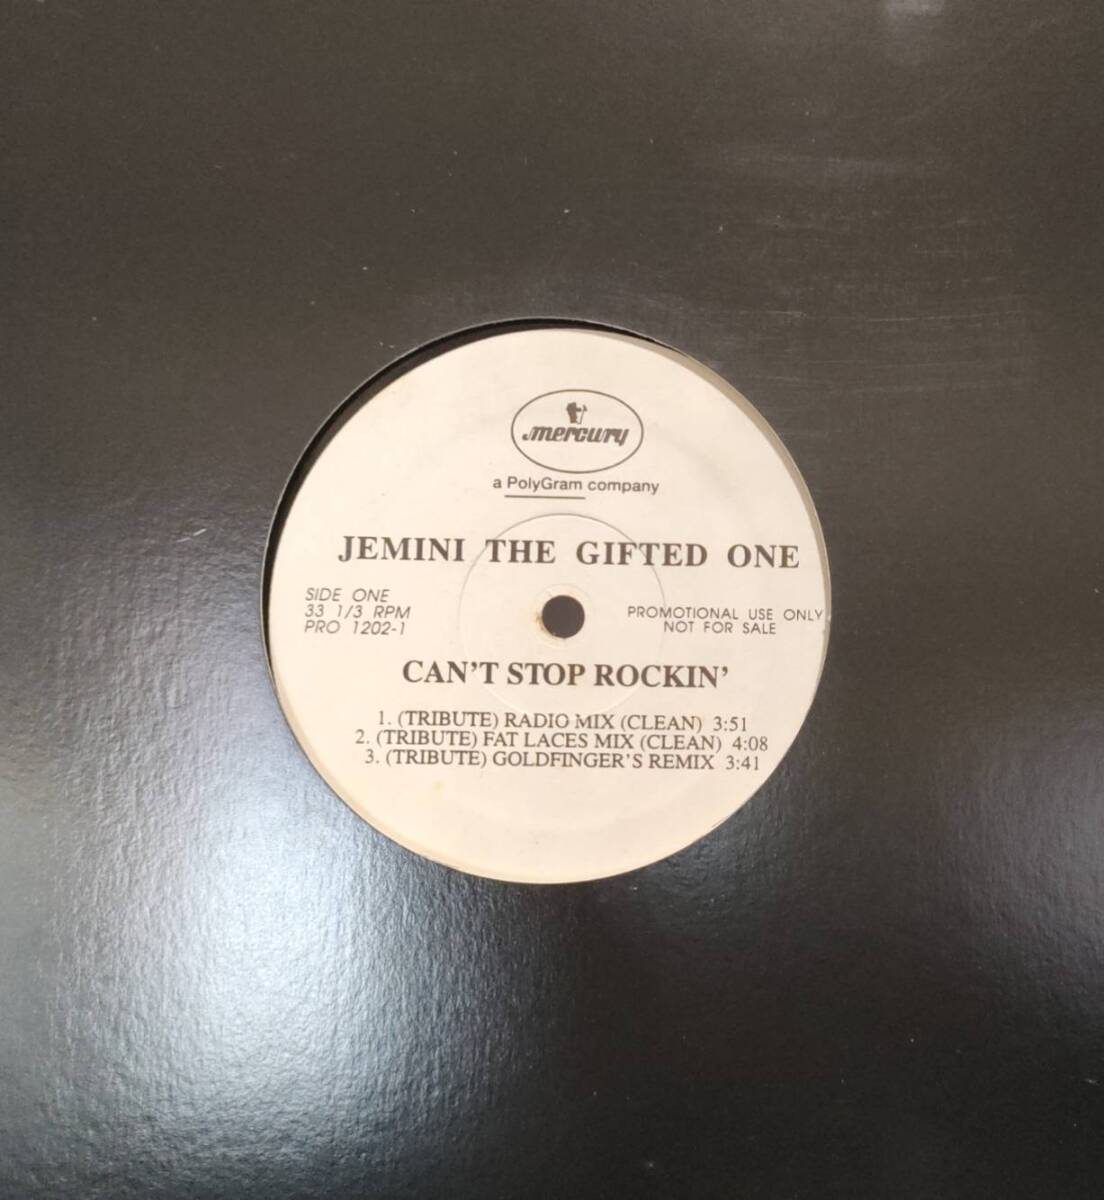 mercury
a PolyGram company
JEMINI THE GIFTED ONE
SIDE ONE
33 1/3 RPM
PRO 1202-1
PROMOTIONAL USE ONLY
NOT FOR SALE
CAN'T STOP ROCKIN'
1. (TRIBUTE) RADIO MIX (CLEAN) 3:51
2. (TRIBUTE) FAT LACES MIX (CLEAN) 4:08
3. (TRIBUTE) GOLDFINGER'S REMIX 3:41